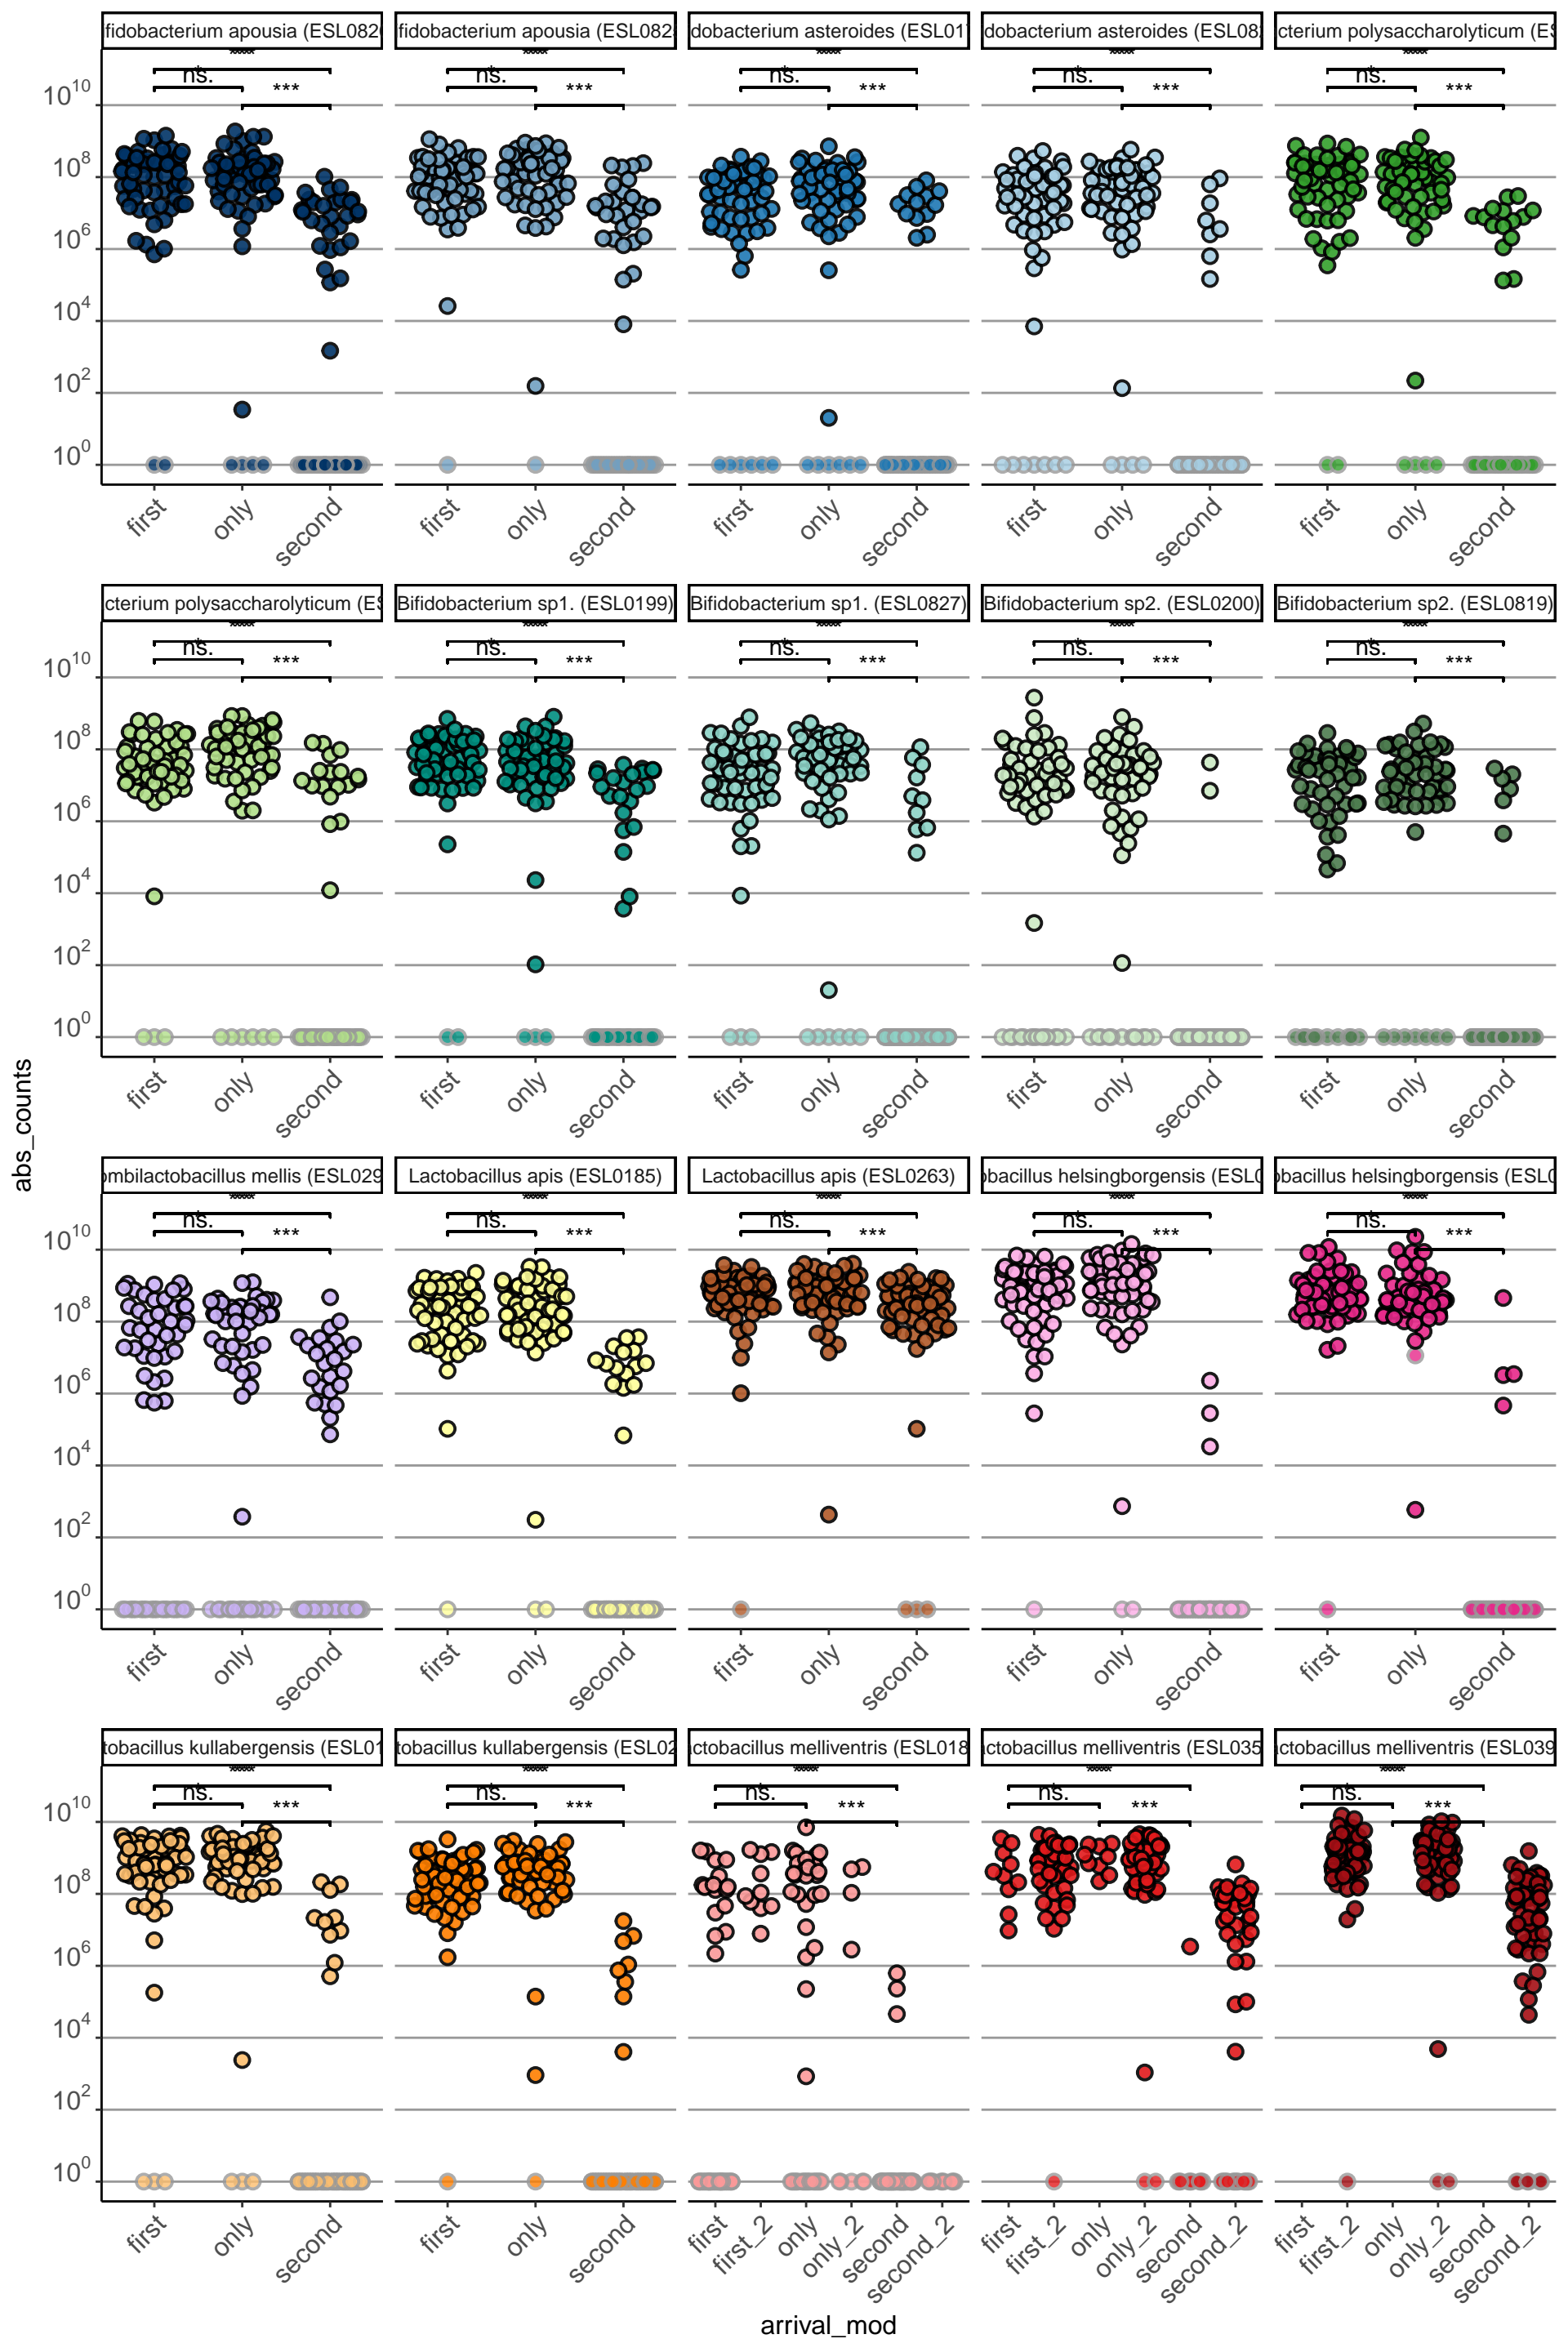 fidobacterium apousia (ESL082 fidobacterium apousia (ESL082 dobacterium asteroides (ESL01 dobacterium asteroides (ESL08 cterium polysaccharolyticum (ES
**** **** **** **** ****
ns. *** ns. *** ns. *** ns. *** ns. ***
10^10
10^8
10^6
10^4
10^2
10^0
first only second first only second first only second first only second first only second
cterium polysaccharolyticum (ES Bifidobacterium sp1. (ESL0199) Bifidobacterium sp1. (ESL0827) Bifidobacterium sp2. (ESL0200) Bifidobacterium sp2. (ESL0819)
**** **** **** **** ****
ns. *** ns. *** ns. *** ns. *** ns. ***
10^10
10^8
10^6
10^4
10^2
10^0
first only second first only second first only second first only second first only second
abs_counts
ombilactobacillus mellis (ESL029 Lactobacillus apis (ESL0185) Lactobacillus apis (ESL0263) bacillus helsingborgensis (ESL0 bacillus helsingborgensis (ESL0
**** **** **** **** ****
ns. *** ns. *** ns. *** ns. *** ns. ***
10^10
10^8
10^6
10^4
10^2
10^0
first only second first only second first only second first only second first only second
tobacillus kullabergensis (ESL01 tobacillus kullabergensis (ESL02 actobacillus melliventris (ESL018 actobacillus melliventris (ESL035 actobacillus melliventris (ESL039
**** **** **** **** ****
ns. *** ns. *** ns. *** ns. *** ns. ***
10^10
10^8
10^6
10^4
10^2
10^0
first only second first only second first first_2 only only_2 second second_2 first first_2 only only_2 second second_2 first first_2 only only_2 second second_2
arrival_mod